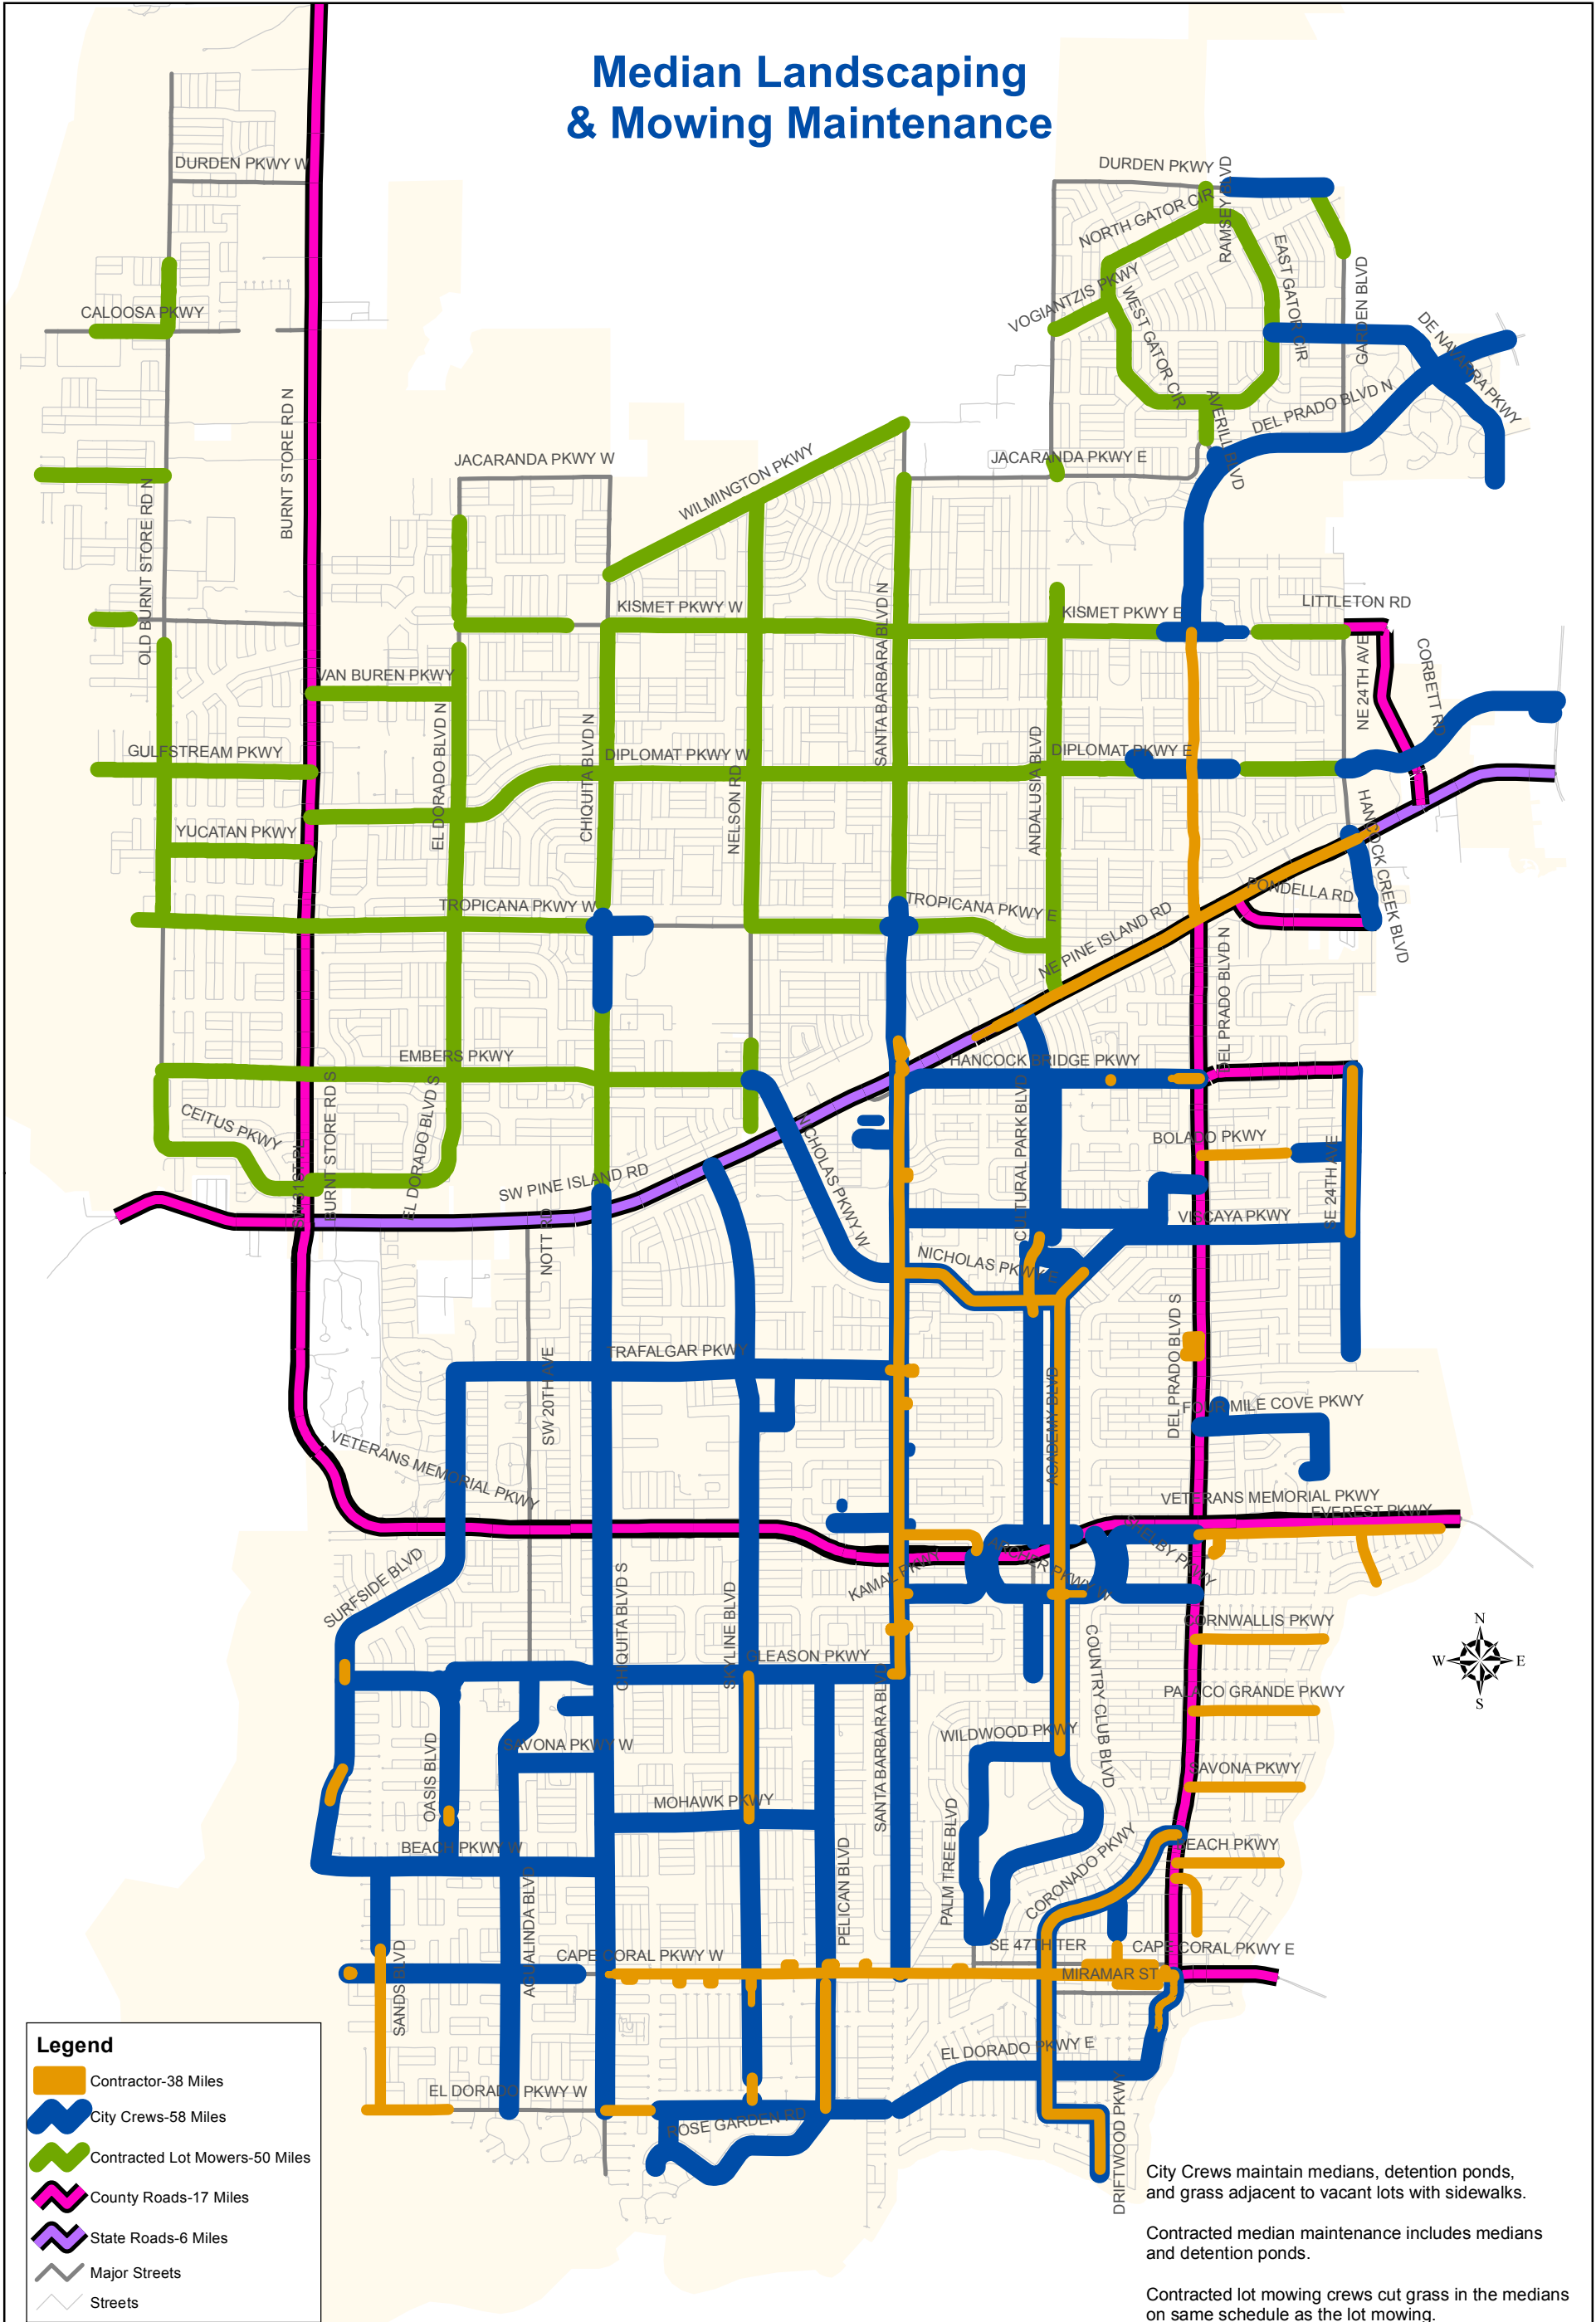 Median Landscaping
& Mowing Maintenance
DURDEN PKWY W
DURDEN PKWY
RAMSEY BLVD
NORTH GATOR CIR
EAST GATOR CIR
GARDEN BLVD
VOGIANTZIS PKWY
WEST GATOR CIR
DE NAVARRA PKWY
CALOOSA PKWY
BURNT STORE RD N
OLD BURNT STORE RD N
AVERILL BLVD
DEL PRADO BLVD N
JACARANDA PKWY W
WILMINGTON PKWY
JACARANDA PKWY E
KISMET PKWY W
SANTA BARBARA BLVD N
KISMET PKWY E
LITTLETON RD
NE 24TH AVE
CORBETT RD
VAN BUREN PKWY
EL DORADO BLVD N
CHIQUITA BLVD N
GULFSTREAM PKWY
DIPLOMAT PKWY W
NELSON RD
ANDALUSIA BLVD
DIPLOMAT PKWY E
YUCATAN PKWY
HANCOCK CREEK BLVD
TROPICANA PKWY W
TROPICANA PKWY E
PONDELLA RD
NE PINE ISLAND RD
DEL PRADO BLVD N
EMBERS PKWY
HANCOCK BRIDGE PKWY
CEITUS PKWY
BURNT STORE RD S
EL DORADO BLVD S
SW 31ST PL
NICHOLAS PKWY W
CULTURAL PARK BLVD
BOLADO PKWY
SE 24TH AVE
SW PINE ISLAND RD
NOTT RD
VISCAYA PKWY
NICHOLAS PKWY E
TRAFALGAR PKWY
SW 20TH AVE
ACADEMY BLVD
DEL PRADO BLVD S
FOUR MILE COVE PKWY
VETERANS MEMORIAL PKWY
VETERANS MEMORIAL PKWY
EVEREST PKWY
SHELBY PKWY
ARCHER PKWY W
KAMAL PKWY
SURFSIDE BLVD
CHIQUITA BLVD S
SKYLINE BLVD
CORNWALLIS PKWY
GLEASON PKWY
SANTA BARBARA BLVD
COUNTRY CLUB BLVD
PALACO GRANDE PKWY
OASIS BLVD
SAVONA PKWY W
WILDWOOD PKWY
SAVONA PKWY
MOHAWK PKWY
PALM TREE BLVD
CORONADO PKWY
BEACH PKWY W
BEACH PKWY
AGUALINDA BLVD
PELICAN BLVD
SE 47TH TER
CAPE CORAL PKWY W
CAPE CORAL PKWY E
MIRAMAR ST
SANDS BLVD
EL DORADO PKWY E
EL DORADO PKWY W
ROSE GARDEN RD
DRIFTWOOD PKWY
N
W
E
S
Legend
Contractor-38 Miles
City Crews-58 Miles
Contracted Lot Mowers-50 Miles
County Roads-17 Miles
State Roads-6 Miles
Major Streets
Streets
City Crews maintain medians, detention ponds,
and grass adjacent to vacant lots with sidewalks.
Contracted median maintenance includes medians
and detention ponds.
Contracted lot mowing crews cut grass in the medians
on same schedule as the lot mowing.